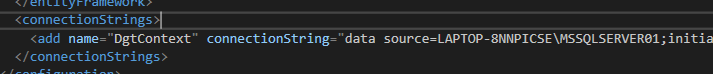 </entityFramework>
<connectionStrings>
<add name="DgtContext" connectionString="data source=LAPTOP-8NNPICSE\MSSQLSERVER01;initia
</connectionStrings>
</configuration>